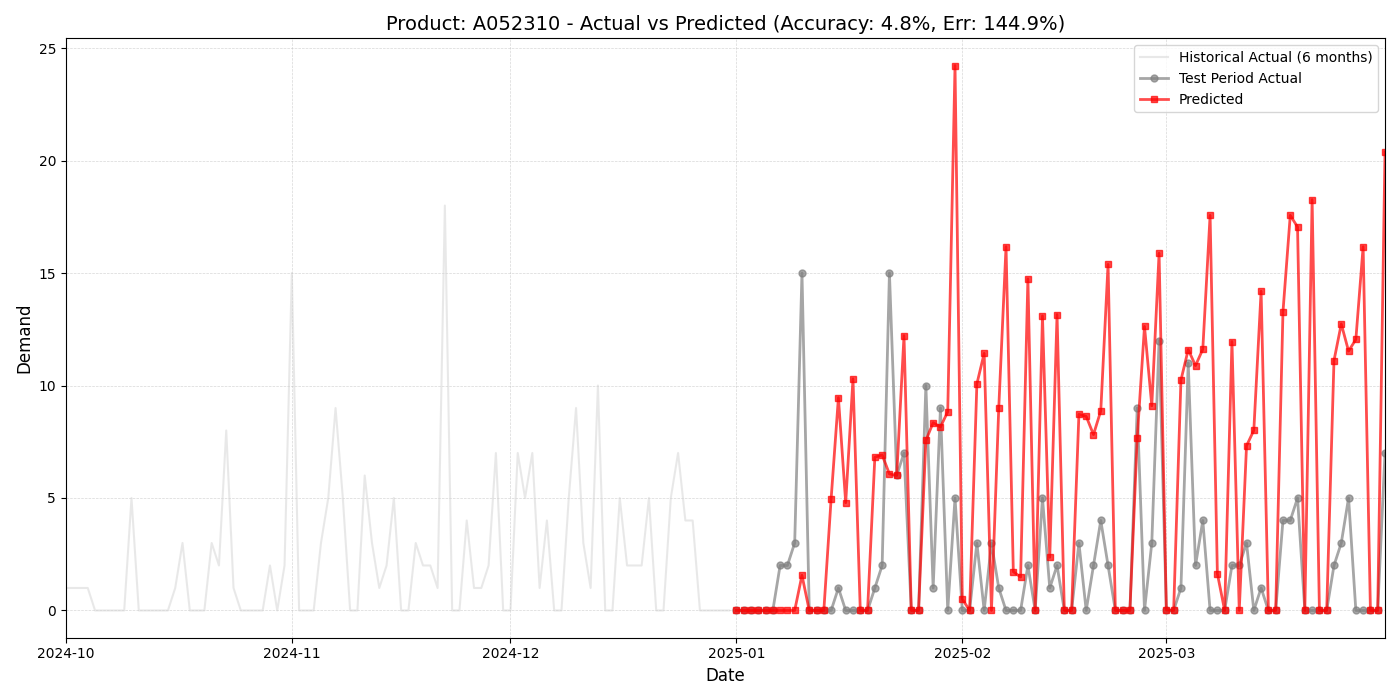 Product: A052310 - Actual vs Predicted (Accuracy: 4.8%, Err: 144.9%)
Historical Actual (6 months)
Test Period Actual
Predicted
Demand
25
20
15
10
5
0
2024-10
2024-11
2024-12
2025-01
2025-02
2025-03
Date